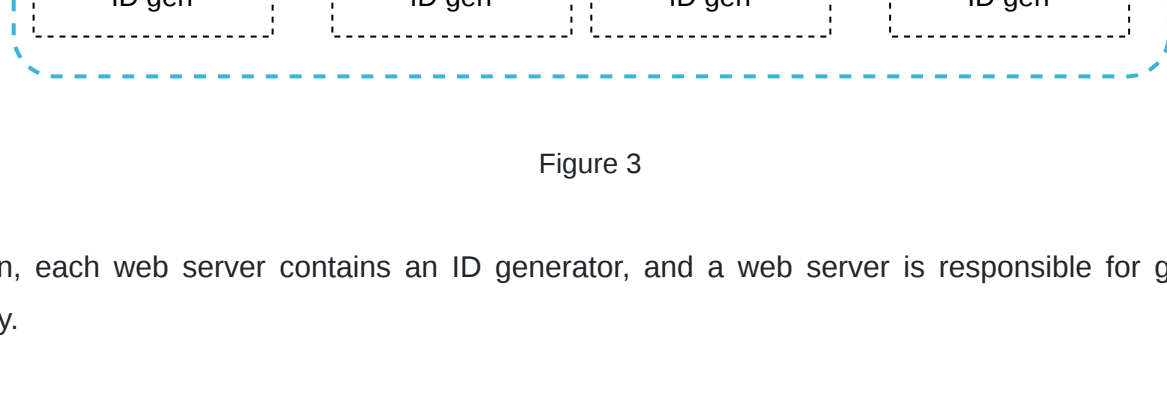 ID gen ID gen ID gen ID gen
Figure 3
each web server contains an ID generator, and a web server is responsible for